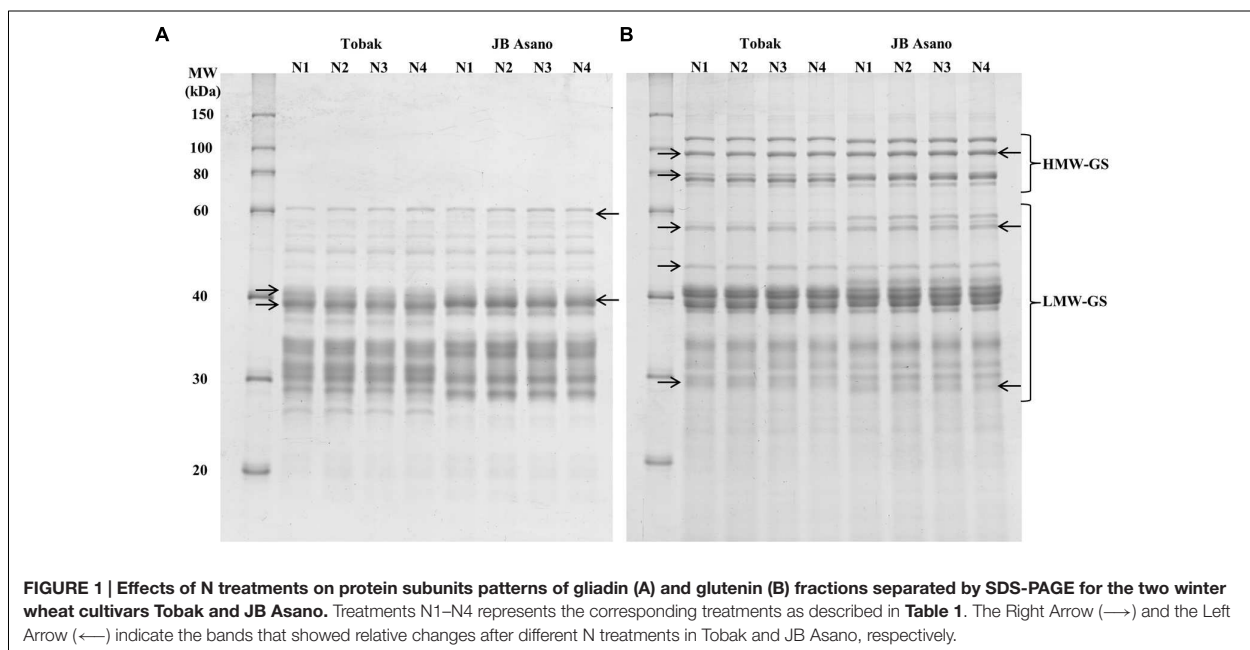 A
Tobak JB Asano
MW (kDa) N1 N2 N3 N4 N1 N2 N3 N4
150
100
80
60
40
30
20
B
Tobak JB Asano
N1 N2 N3 N4 N1 N2 N3 N4
HMW-GS
LMW-GS
FIGURE 1 | Effects of N treatments on protein subunits patterns of gliadin (A) and glutenin (B) fractions separated by SDS-PAGE for the two winter
wheat cultivars Tobak and JB Asano. Treatments N1–N4 represents the corresponding treatments as described in Table 1. The Right Arrow (⟶) and the Left
Arrow (⟵) indicate the bands that showed relative changes after different N treatments in Tobak and JB Asano, respectively.